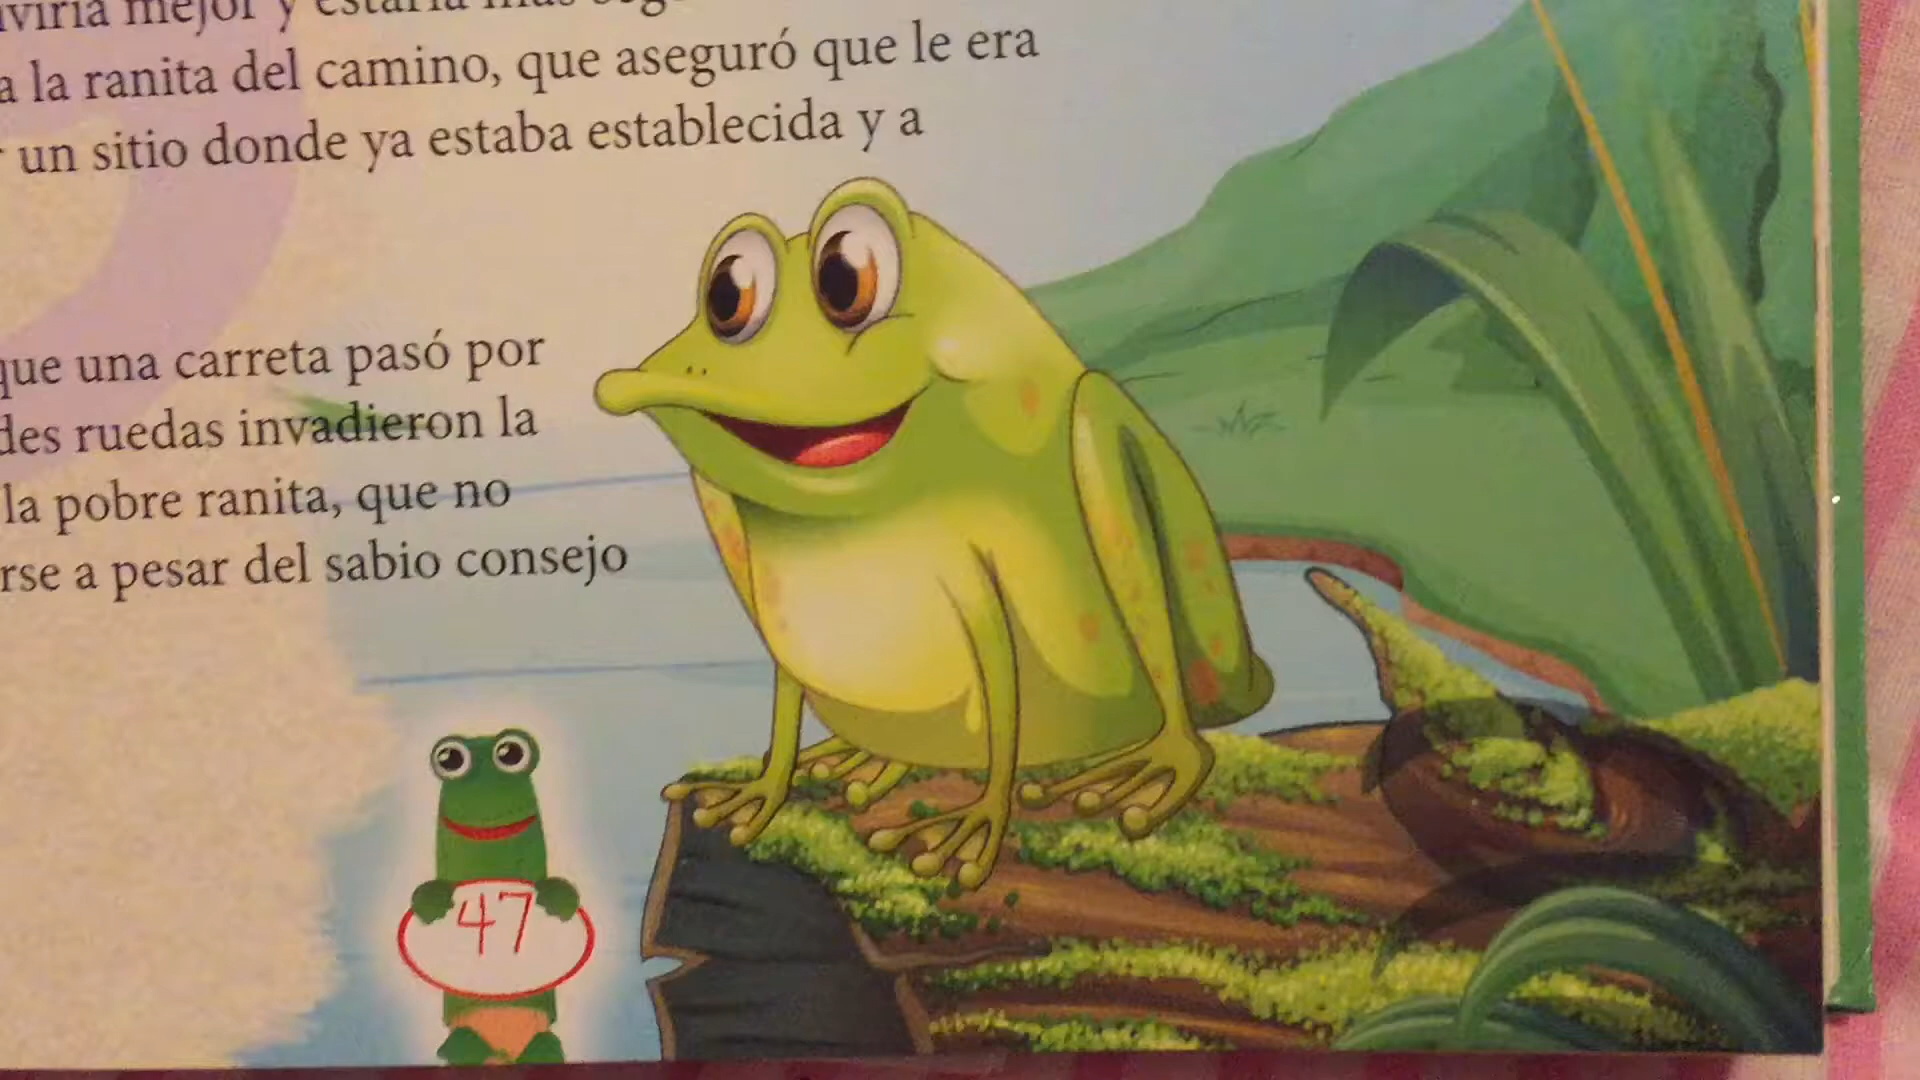 mejor y estaría más
a la ranita del camino, que aseguró que le era
un sitio donde ya estaba establecida y a
que una carreta pasó por
des ruedas invadieron la
la pobre ranita, que no
rse a pesar del sabio consejo
47